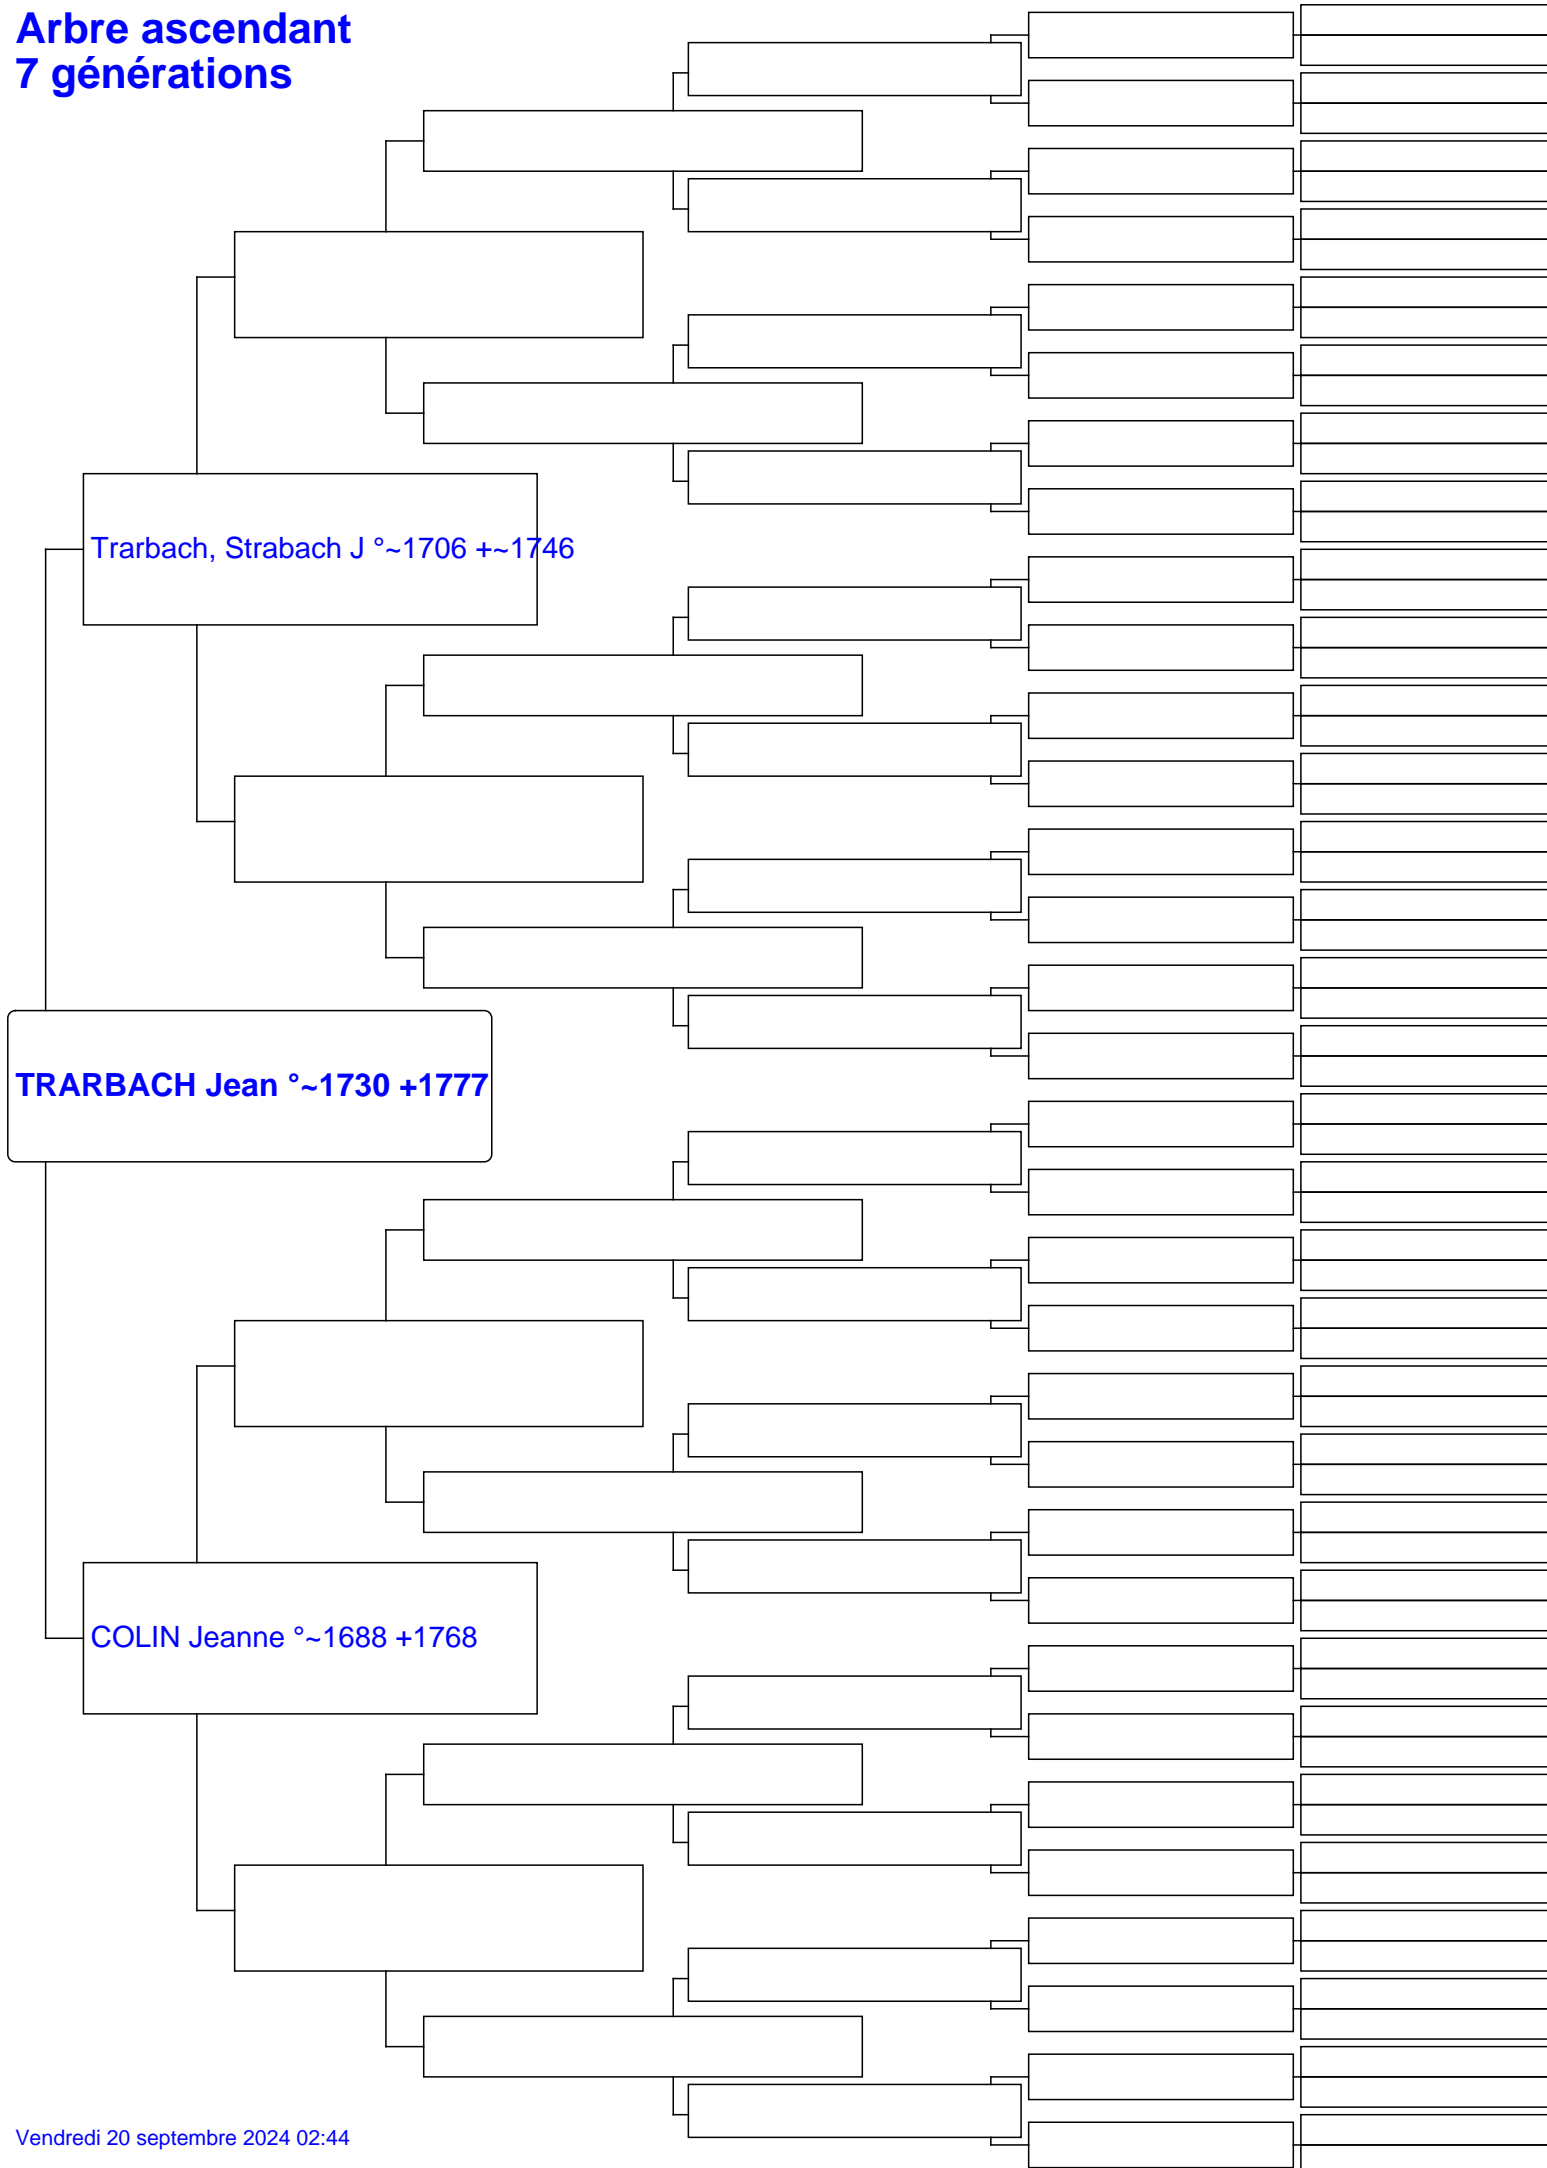 Arbre ascendant
7 générations
Trarbach, Strabach J °~1706 +~1746
TRARBACH Jean °~1730 +1777
COLIN Jeanne °~1688 +1768
Vendredi 20 septembre 2024 02:44